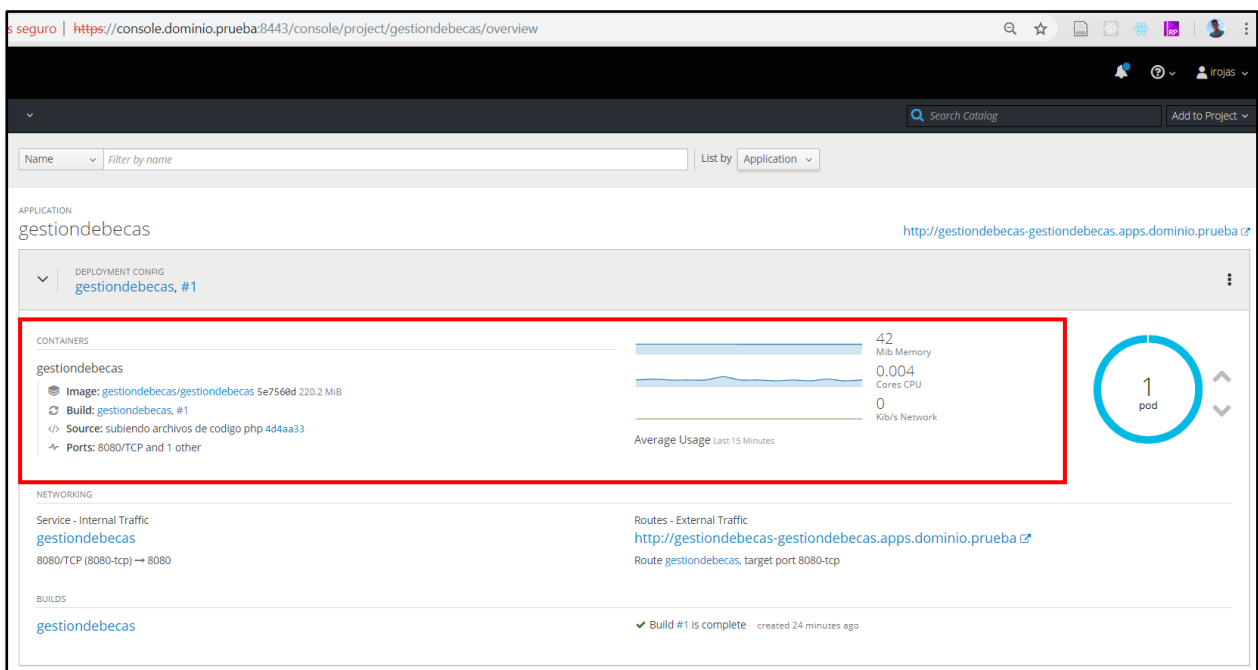 s seguro | https://console.dominio.prueba:8443/console/project/gestiondebecas/overview
RP
irojas
Search Catalog
Add to Project
Name
Filter by name
List by
Application
APPLICATION
gestiondebecas
http://gestiondebecas-gestiondebecas.apps.dominio.prueba
DEPLOYMENT CONFIG
gestiondebecas, #1
CONTAINERS
gestiondebecas
Image: gestiondebecas/gestiondebecas 5e7560d 220.2 MiB
Build: gestiondebecas, #1
Source: subiendo archivos de codigo php 4d4aa33
Ports: 8080/TCP and 1 other
42
Mib Memory
0.004
Cores CPU
0
Kib/s Network
Average Usage Last 15 Minutes
1
pod
NETWORKING
Service - Internal Traffic
gestiondebecas
8080/TCP (8080-tcp) → 8080
Routes - External Traffic
http://gestiondebecas-gestiondebecas.apps.dominio.prueba
Route gestiondebecas, target port 8080-tcp
BUILDS
gestiondebecas
Build #1 is complete created 24 minutes ago